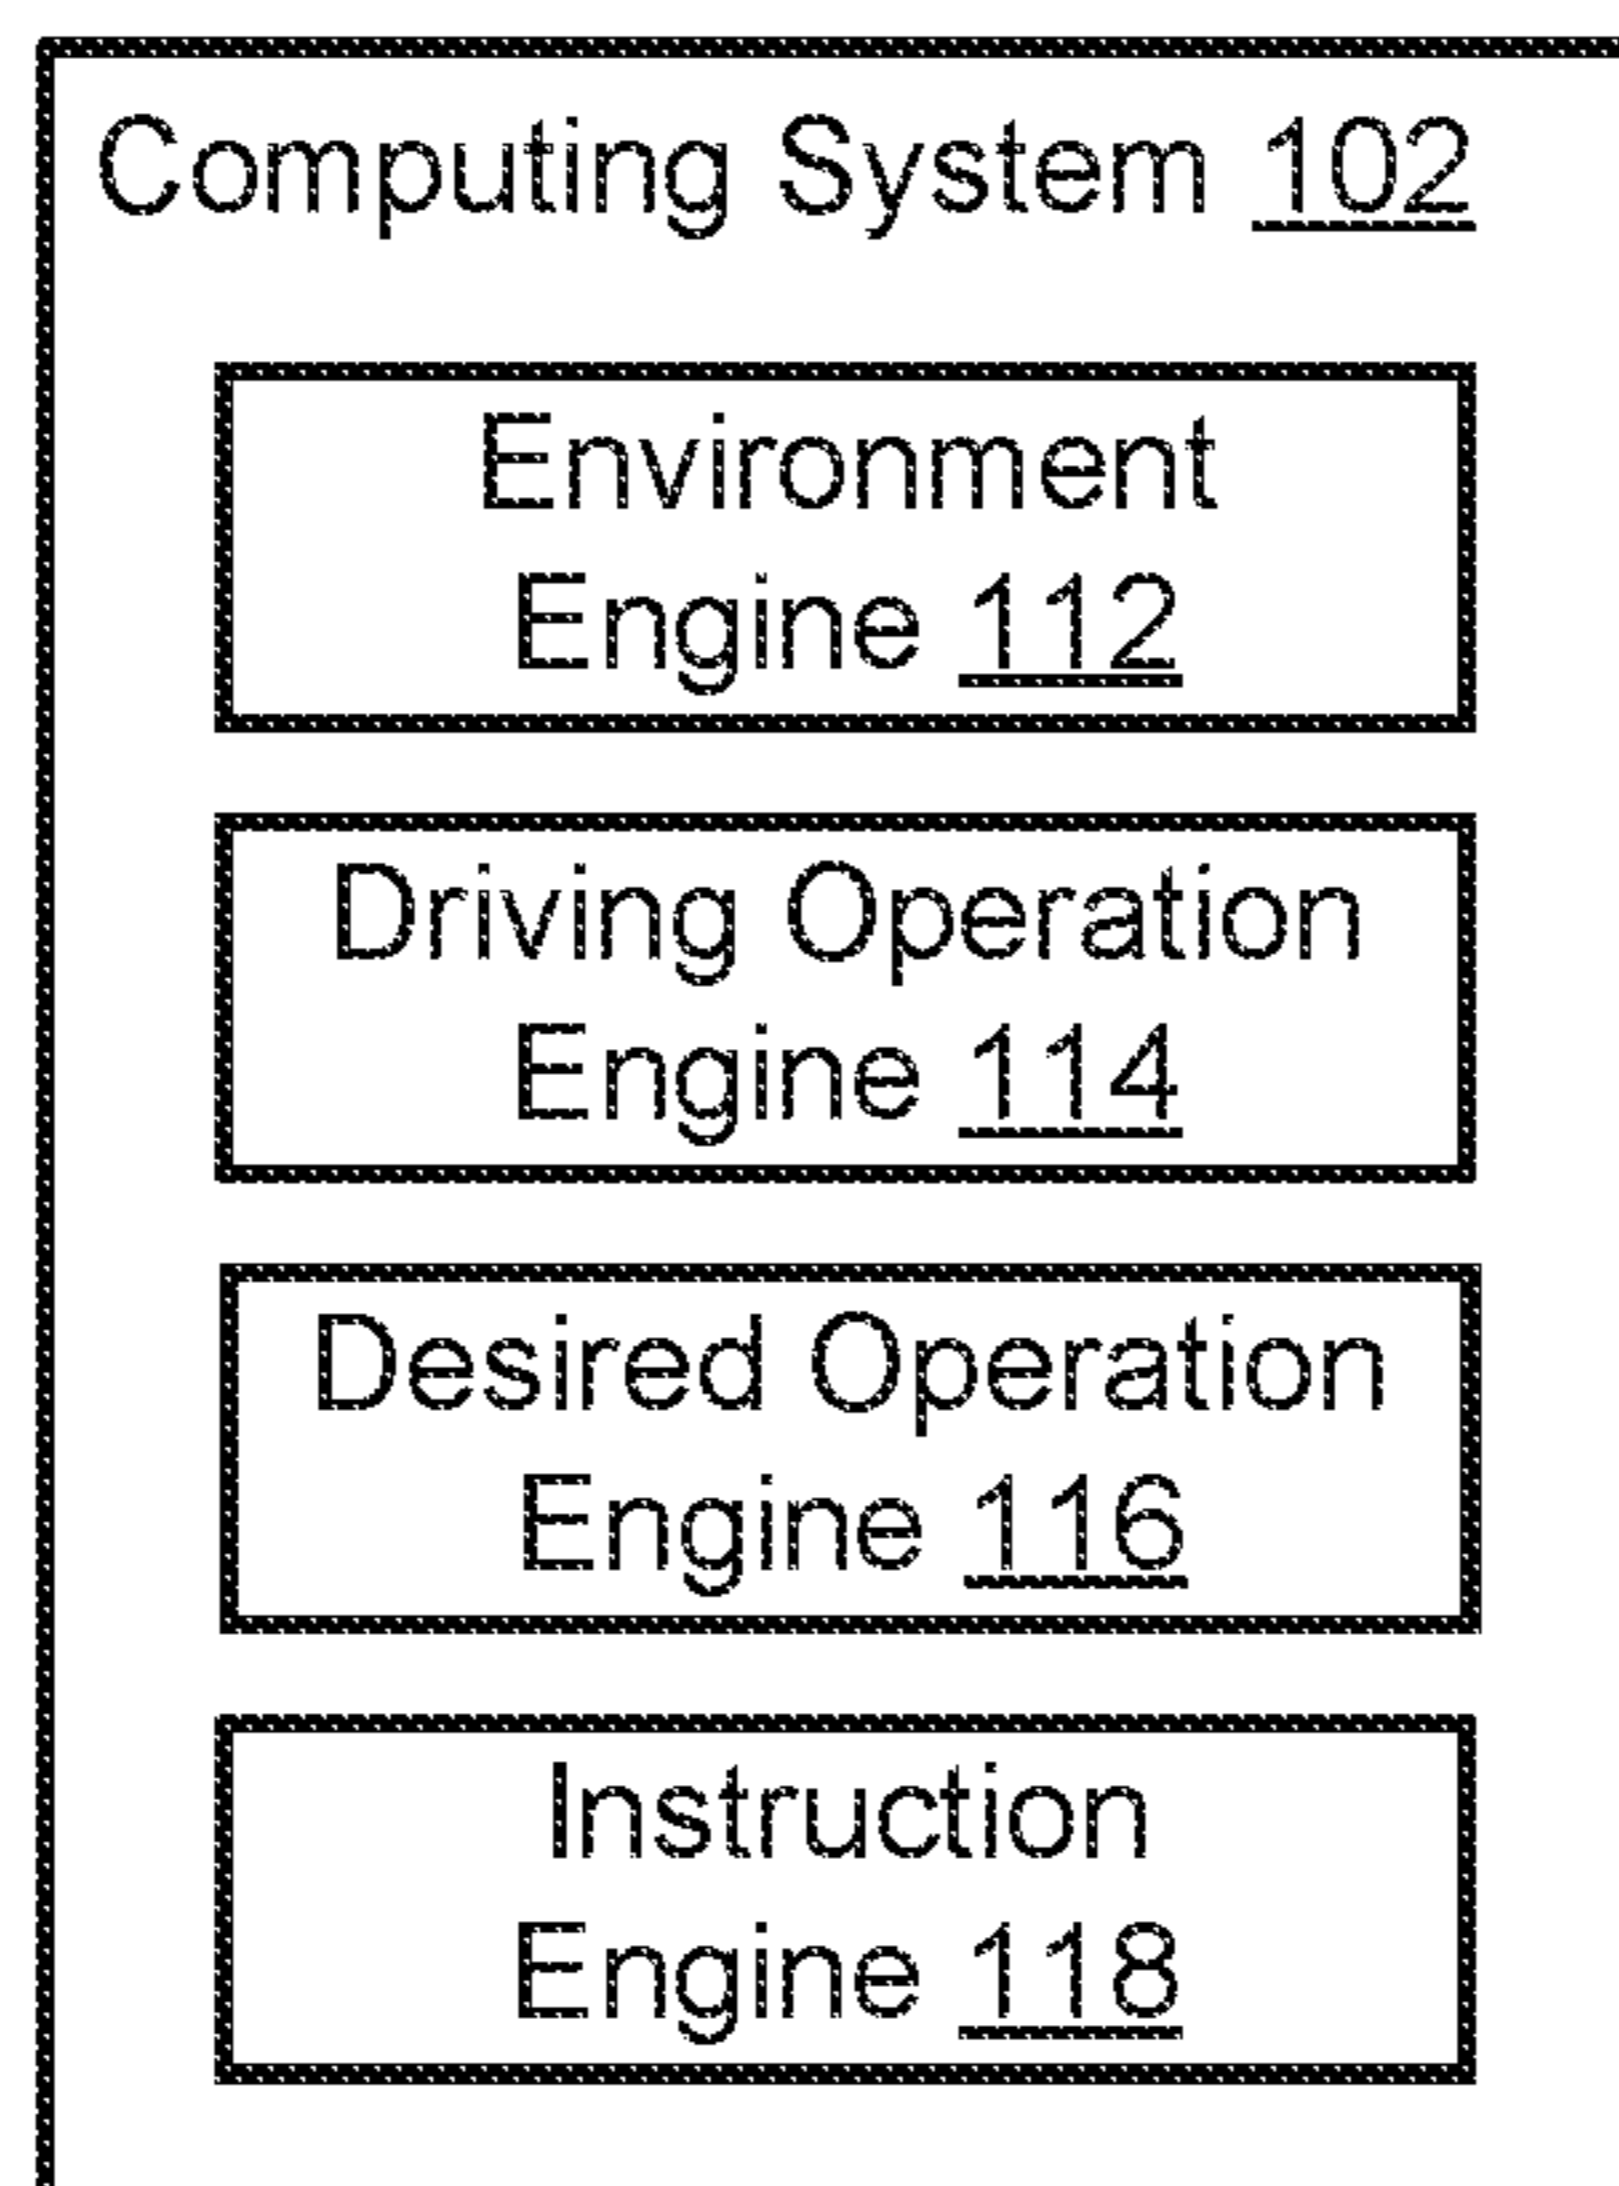 Computing System 102
Environment
Engine 112
Driving Operation
Engine 114
Desired Operation
Engine 116
Instruction
Engine 118